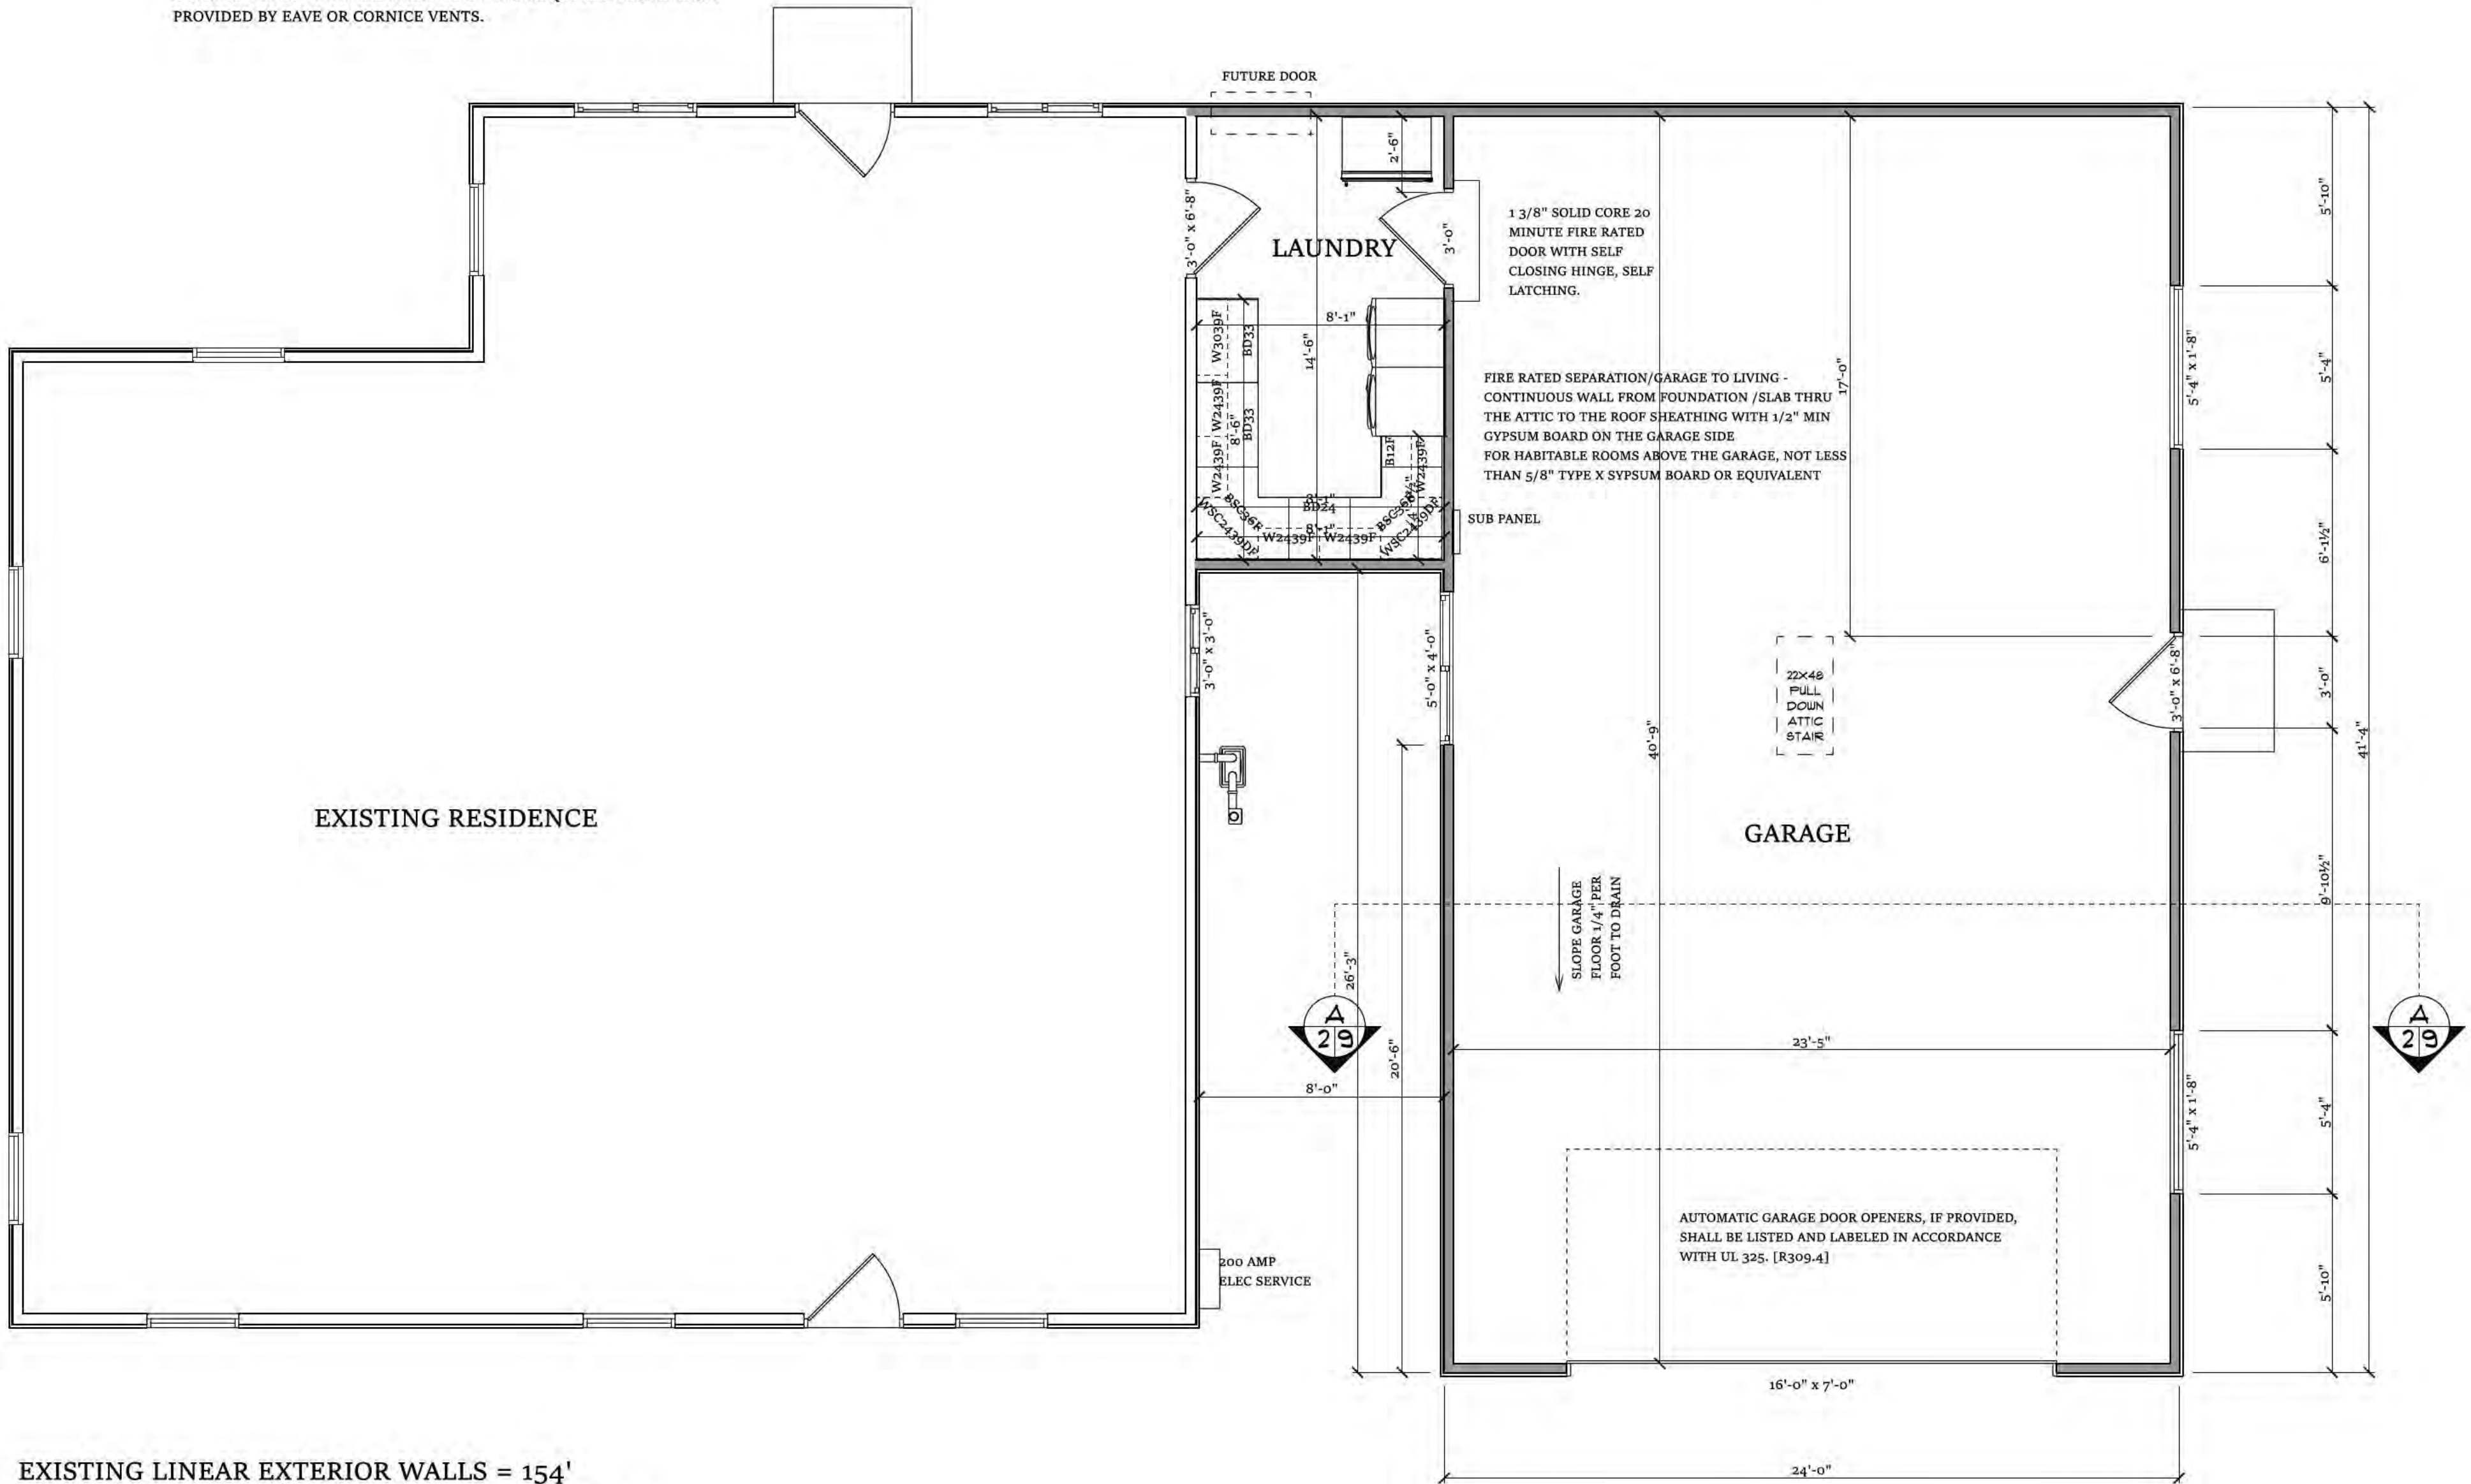 PROVIDED BY EAVE OR CORNICE VENTS.
FUTURE DOOR
2'-6"
3'-0" x 6'-8"
LAUNDRY
3'-0"
1 3/8" SOLID CORE 20
MINUTE FIRE RATED
DOOR WITH SELF
CLOSING HINGE, SELF
LATCHING.
5'-10"
8'-1"
14'-6"
W3039F
BD33
W2439F
BD33
8'-6"
W2439F
B12F
W2439F
FIRE RATED SEPARATION/GARAGE TO LIVING -
CONTINUOUS WALL FROM FOUNDATION /SLAB THRU
THE ATTIC TO THE ROOF SHEATHING WITH 1/2" MIN
GYPSUM BOARD ON THE GARAGE SIDE
FOR HABITABLE ROOMS ABOVE THE GARAGE, NOT LESS
THAN 5/8" TYPE X SYPSUM BOARD OR EQUIVALENT
17'-0"
5'-4" x 1'-8"
5'-4"
BSC36F
WSC2439DF
8'-1"
BD24
8'-1"
W2439F
W2439F
WSC2439DF
SUB PANEL
6'-1½"
3'-0" x 3'-0"
5'-0" x 4'-0"
22X48
PULL
DOWN
ATTIC
STAIR
3'-0" x 6'-8"
3'-0"
40'-9"
41'-4"
EXISTING RESIDENCE
GARAGE
SLOPE GARAGE
FLOOR 1/4" PER
FOOT TO DRAIN
9'-10½"
26'-3"
A
29
20'-6"
23'-5"
A
29
8'-0"
5'-4" x 1'-8"
5'-4"
AUTOMATIC GARAGE DOOR OPENERS, IF PROVIDED,
SHALL BE LISTED AND LABELED IN ACCORDANCE
WITH UL 325. [R309.4]
200 AMP
ELEC SERVICE
5'-10"
16'-0" x 7'-0"
EXISTING LINEAR EXTERIOR WALLS = 154'
24'-0"